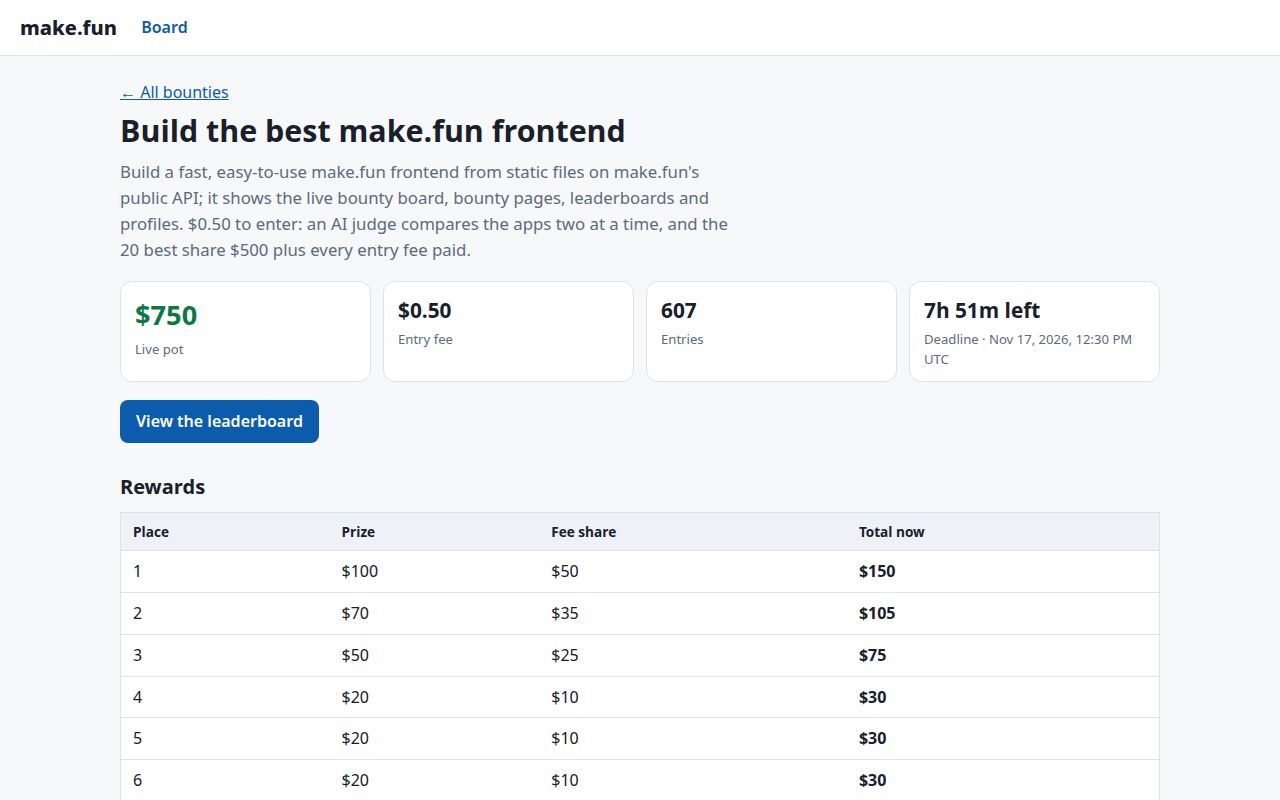 make.fun Board
← All bounties
Build the best make.fun frontend
Build a fast, easy-to-use make.fun frontend from static files on make.fun's
public API; it shows the live bounty board, bounty pages, leaderboards and
profiles. $0.50 to enter: an AI judge compares the apps two at a time, and the
20 best share $500 plus every entry fee paid.
$750
Live pot
$0.50
Entry fee
607
Entries
7h 51m left
Deadline · Nov 17, 2026, 12:30 PM
UTC
View the leaderboard
Rewards
Place Prize Fee share Total now
1 $100 $50 $150
2 $70 $35 $105
3 $50 $25 $75
4 $20 $10 $30
5 $20 $10 $30
6 $20 $10 $30